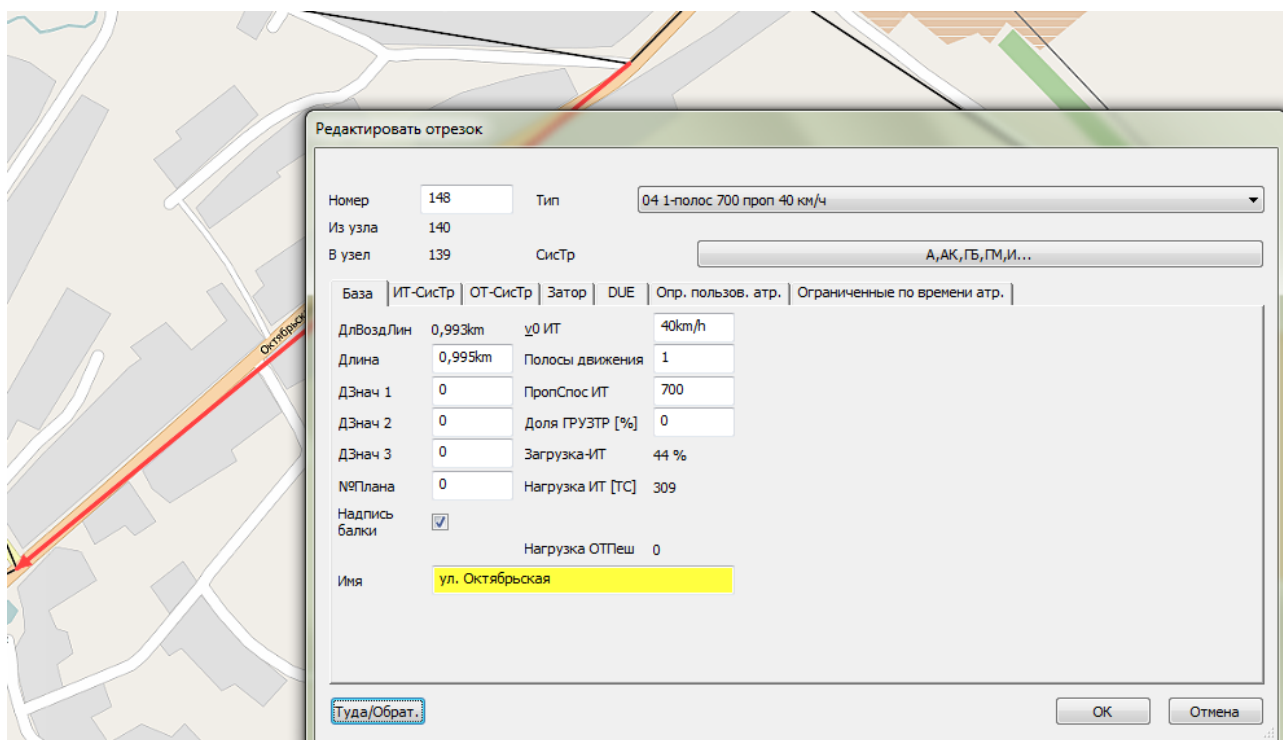 Редактировать отрезок
Номер 148 Тип 04 1-полос 700 проп 40 км/ч
Из узла 140
В узел 139 СисТр А,АК,ГБ,ГМ,И...
База ИТ-СисТр ОТ-СисТр Затор DUE Опр. пользов. атр. Ограниченные по времени атр.
ДлВоздЛин 0,993km v0 ИТ 40km/h
Длина 0,995km Полосы движения 1
ДЗнач 1 0 ПропСпос ИТ 700
ДЗнач 2 0 Доля ГРУЗТР [%] 0
ДЗнач 3 0 Загрузка-ИТ 44 %
№Плана 0 Нагрузка ИТ [ТС] 309
Надпись
балки
Нагрузка ОТПеш 0
Имя ул. Октябрьская
Туда/Обрат. ОК Отмена